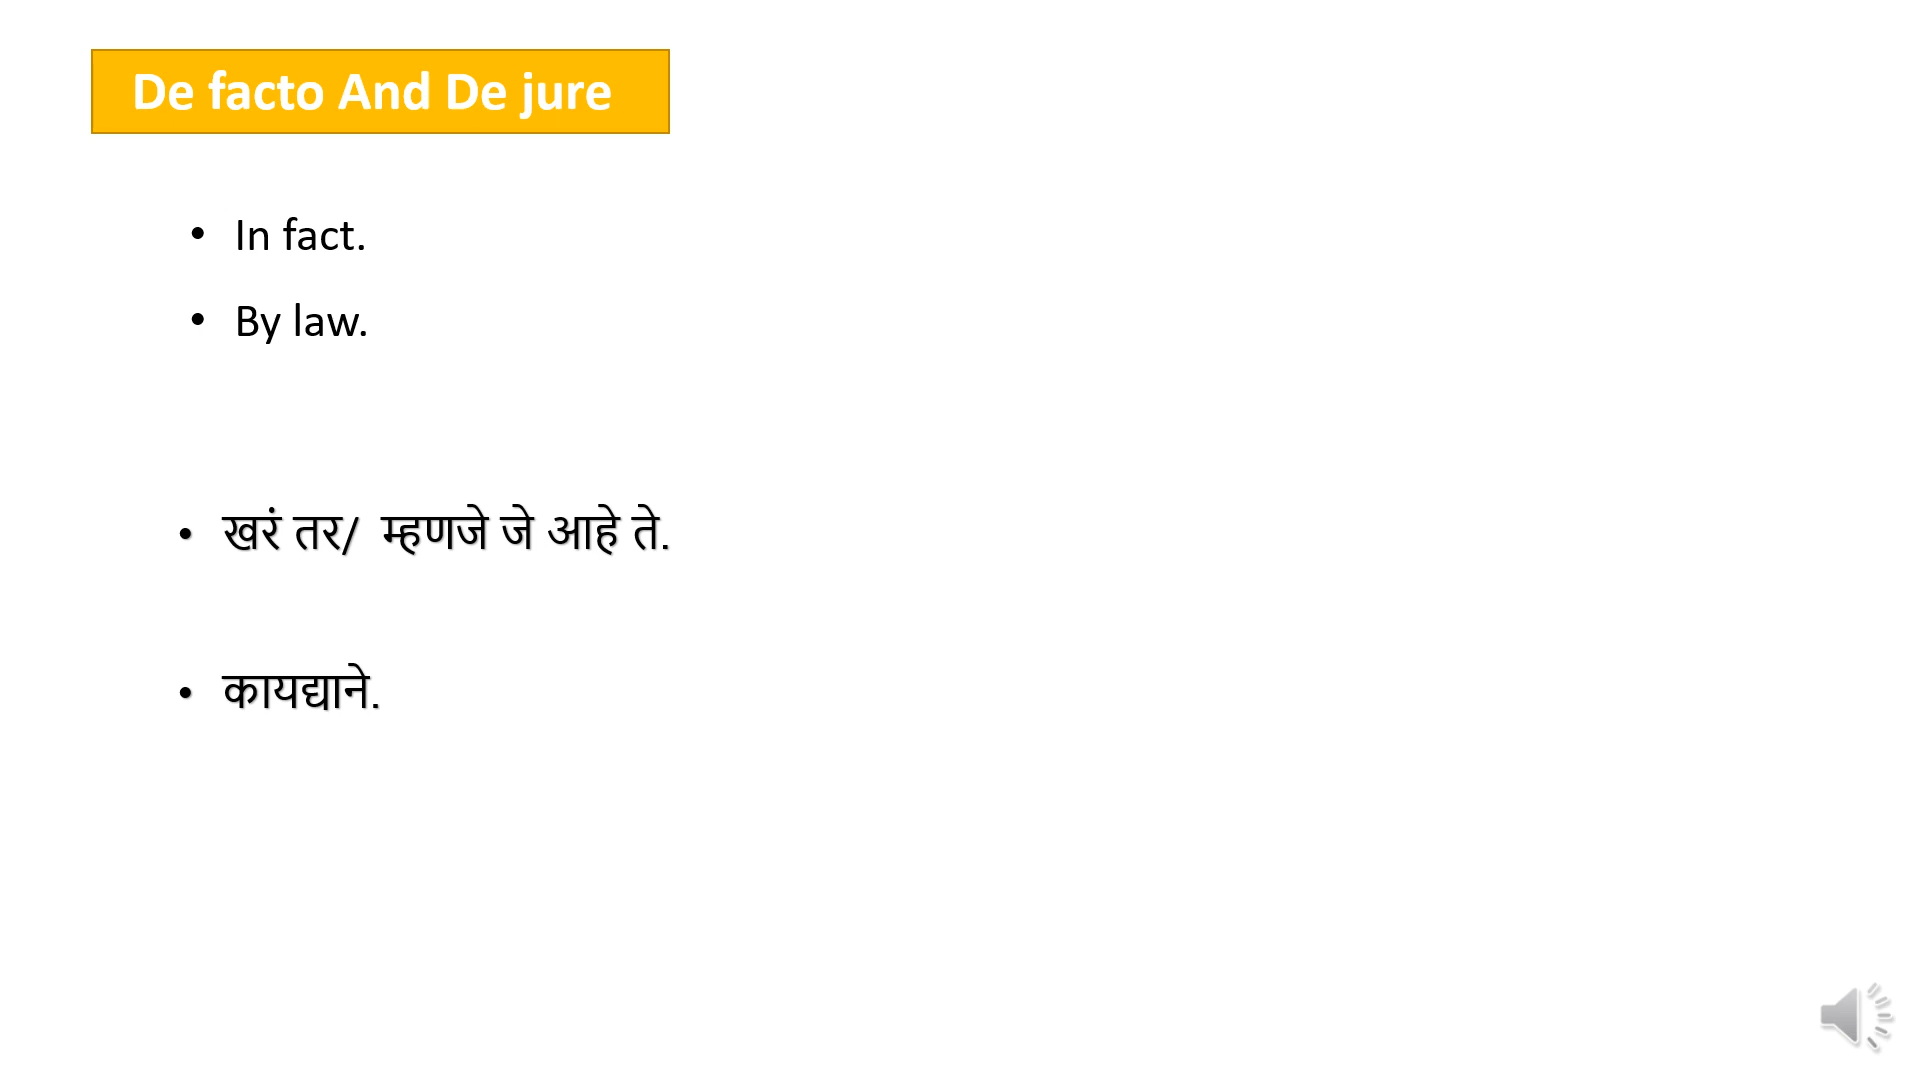 De facto And De jure
• In fact.
• By law.
• खरं तर/ म्हणजे जे आहे ते.
• कायद्याने.